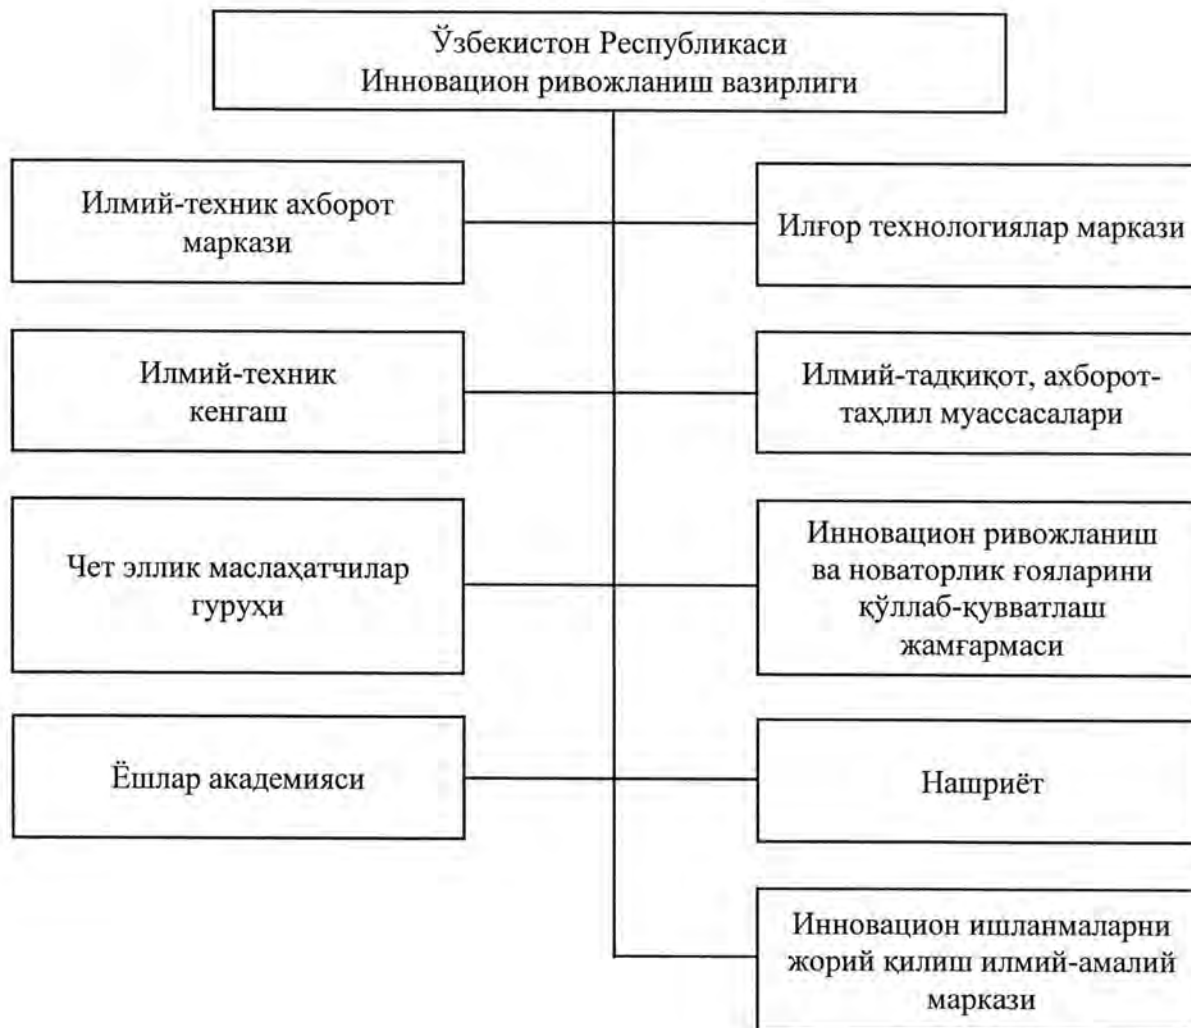 Ўзбекистон Республикаси
Инновацион ривожланиш вазирлиги
Илмий-техник ахборот
маркази
Илғор технологиялар маркази
Илмий-техник
кенгаш
Илмий-тадқиқот, ахборот-
таҳлил муассасалари
Чет эллик маслаҳатчилар
гуруҳи
Инновацион ривожланиш
ва новаторлик ғояларини
қўллаб-қувватлаш
жамғармаси
Ёшлар академияси
Нашриёт
Инновацион ишланмаларни
жорий қилиш илмий-амалий
маркази